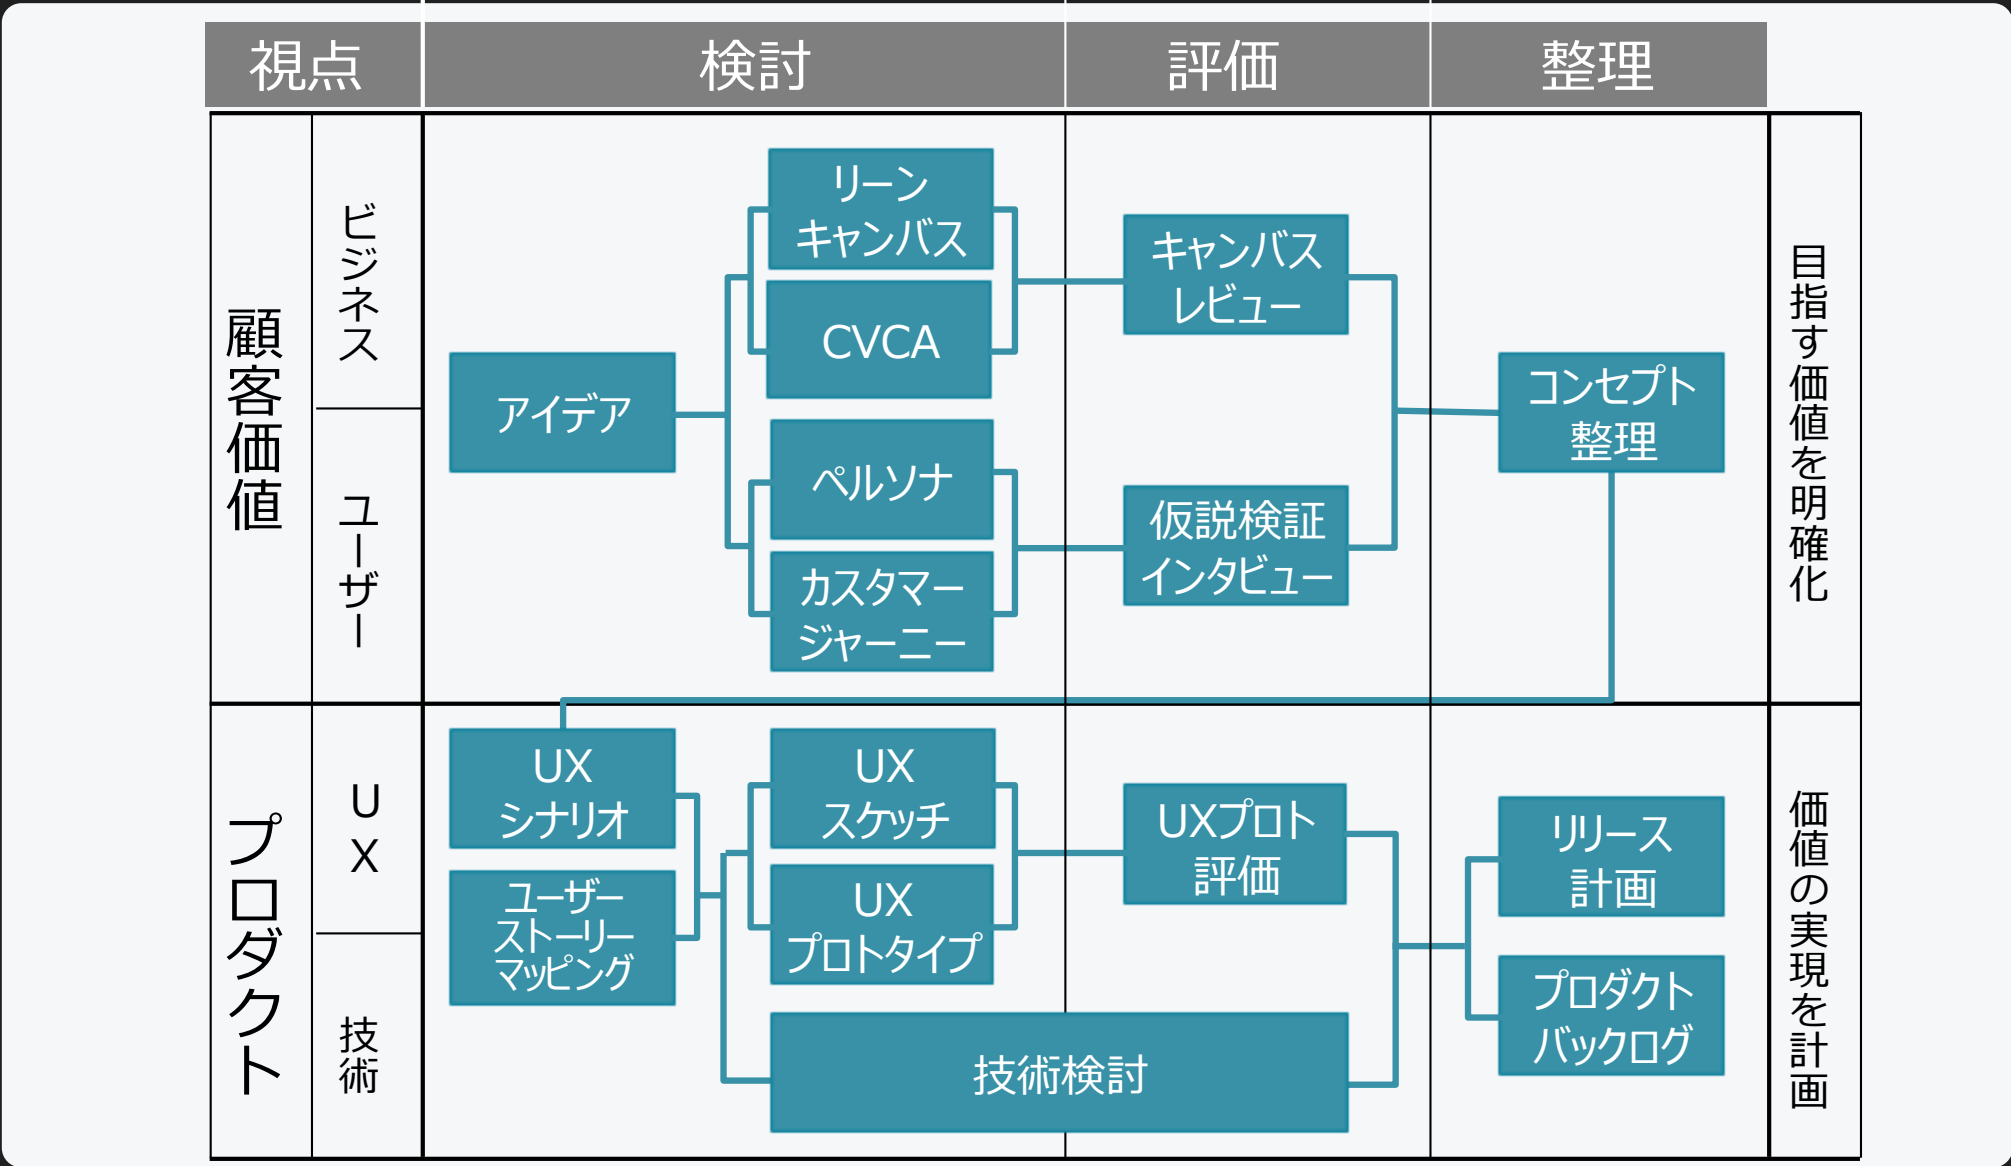 視点
検討
評価
整理
顧客価値
ビジネス
ユーザー
アイデア
リーン
キャンバス
CVCA
ペルソナ
カスタマー
ジャーニー
キャンバス
レビュー
仮説検証
インタビュー
コンセプト
整理
目指す価値を明確化
プロダクト
UX
技術
UX
シナリオ
ユーザー
ストーリー
マッピング
UX
スケッチ
UX
プロトタイプ
技術検討
UXプロト
評価
リリース
計画
プロダクト
バックログ
価値の実現を計画